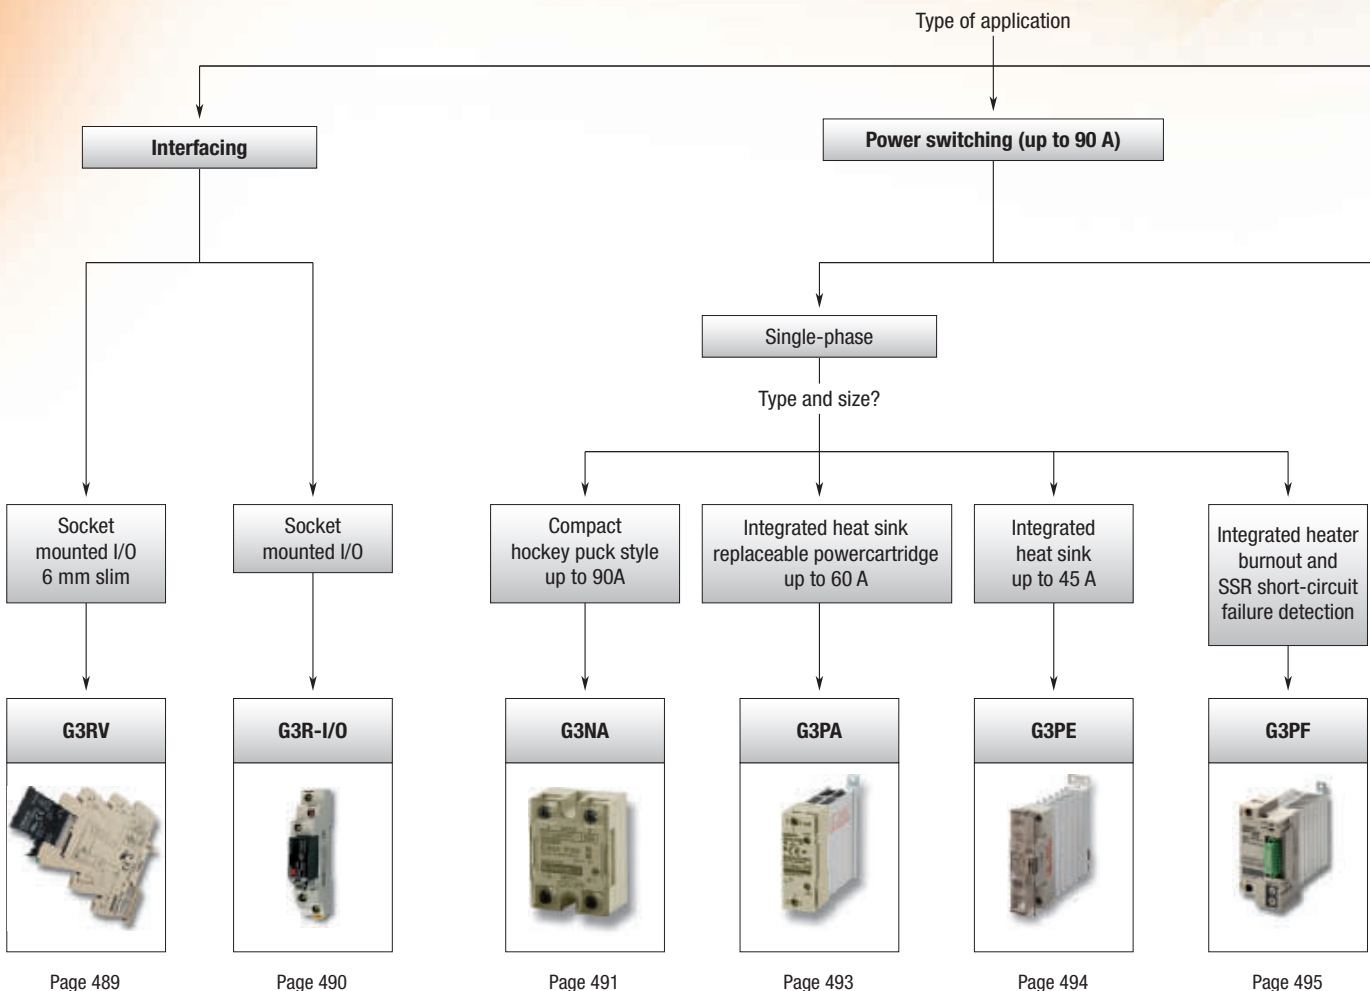 Type of application
Interfacing
Power switching (up to 90 A)
Single-phase
Type and size?
Socket
mounted I/O
6 mm slim
Socket
mounted I/O
Compact
hockey puck style
up to 90A
Integrated heat sink
replaceable powercartridge
up to 60 A
Integrated
heat sink
up to 45 A
Integrated heater
burnout and
SSR short-circuit
failure detection
G3RV
G3R-I/O
G3NA
G3PA
G3PE
G3PF
Page 489
Page 490
Page 491
Page 493
Page 494
Page 495